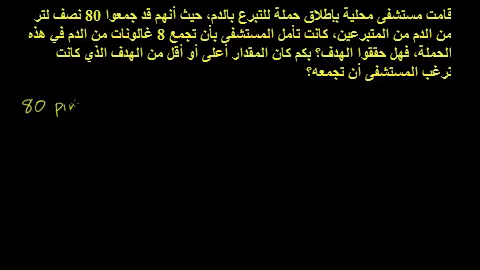 قامت مستشفى محلية بإطلاق حملة للتبرع بالدم، حيث أنهم قد جمعوا 80 نصف لتر
من الدم من المتبرعين، كانت تأمل المستشفى بأن تجمع 8 غالونات من الدم في هذه
الحملة، فهل حققوا الهدف؟ بكم كان المقدار أعلى أو أقل من الهدف الذي كانت
ترغب المستشفى أن تجمعه؟
80